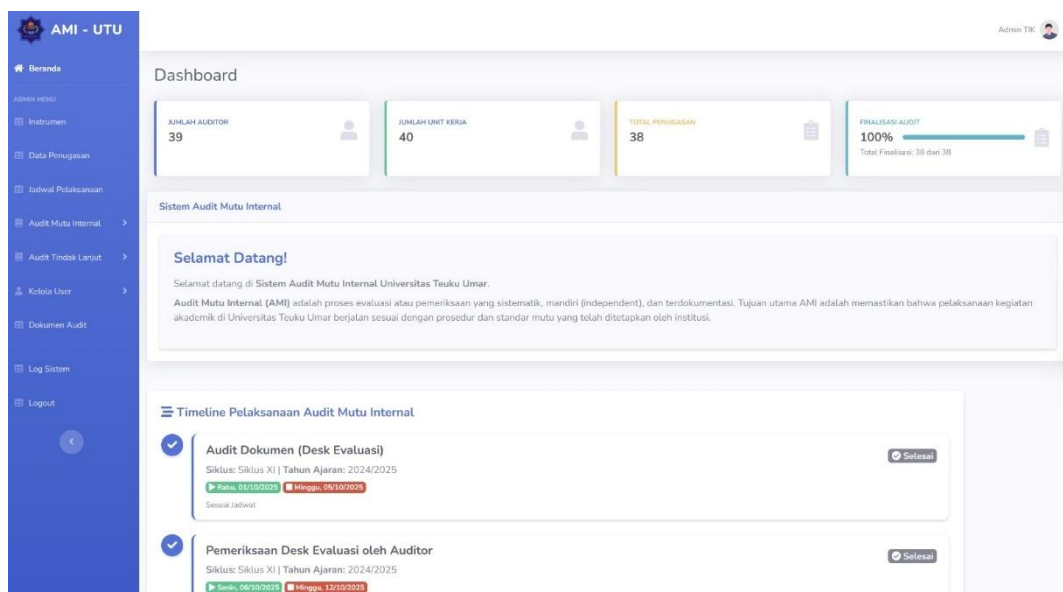 AMI - UTU
Admin TIK
Beranda
ADMIN MENU
Instrumen
Data Penugasan
Jadwal Pelaksanaan
Audit Mutu Internal
Audit Tindak Lanjut
Kelola User
Dokumen Audit
Log Sistem
Logout
Dashboard
JUMLAH AUDITOR
39
JUMLAH UNIT KERJA
40
TOTAL PENUGASAN
38
FINALISASI AUDIT
100%
Total Finalisasi: 38 dari 38
Sistem Audit Mutu Internal
Selamat Datang!
Selamat datang di Sistem Audit Mutu Internal Universitas Teuku Umar.
Audit Mutu Internal (AMI) adalah proses evaluasi atau pemeriksaan yang sistematik, mandiri (independent), dan terdokumentasi. Tujuan utama AMI adalah memastikan bahwa pelaksanaan kegiatan
akademik di Universitas Teuku Umar berjalan sesuai dengan prosedur dan standar mutu yang telah ditetapkan oleh institusi.
Timeline Pelaksanaan Audit Mutu Internal
Audit Dokumen (Desk Evaluasi)
Selesai
Siklus: Siklus XI | Tahun Ajaran: 2024/2025
Rabu, 01/10/2025 Minggu, 05/10/2025
Sesuai Jadwal
Pemeriksaan Desk Evaluasi oleh Auditor
Selesai
Siklus: Siklus XI | Tahun Ajaran: 2024/2025
Senin, 06/10/2025 Minggu, 12/10/2025